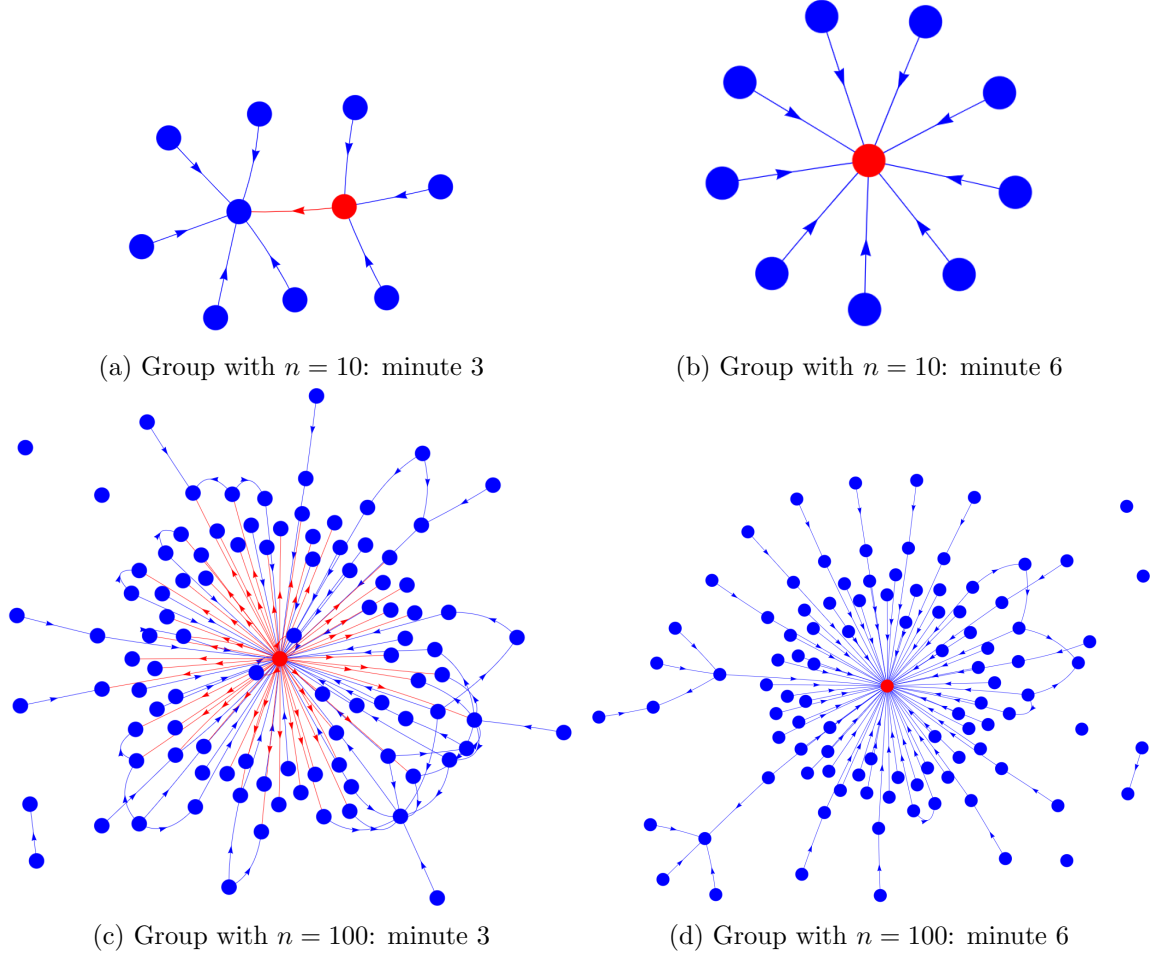 (a) Group with n = 10: minute 3
(b) Group with n = 10: minute 6
(c) Group with n = 100: minute 3
(d) Group with n = 100: minute 6